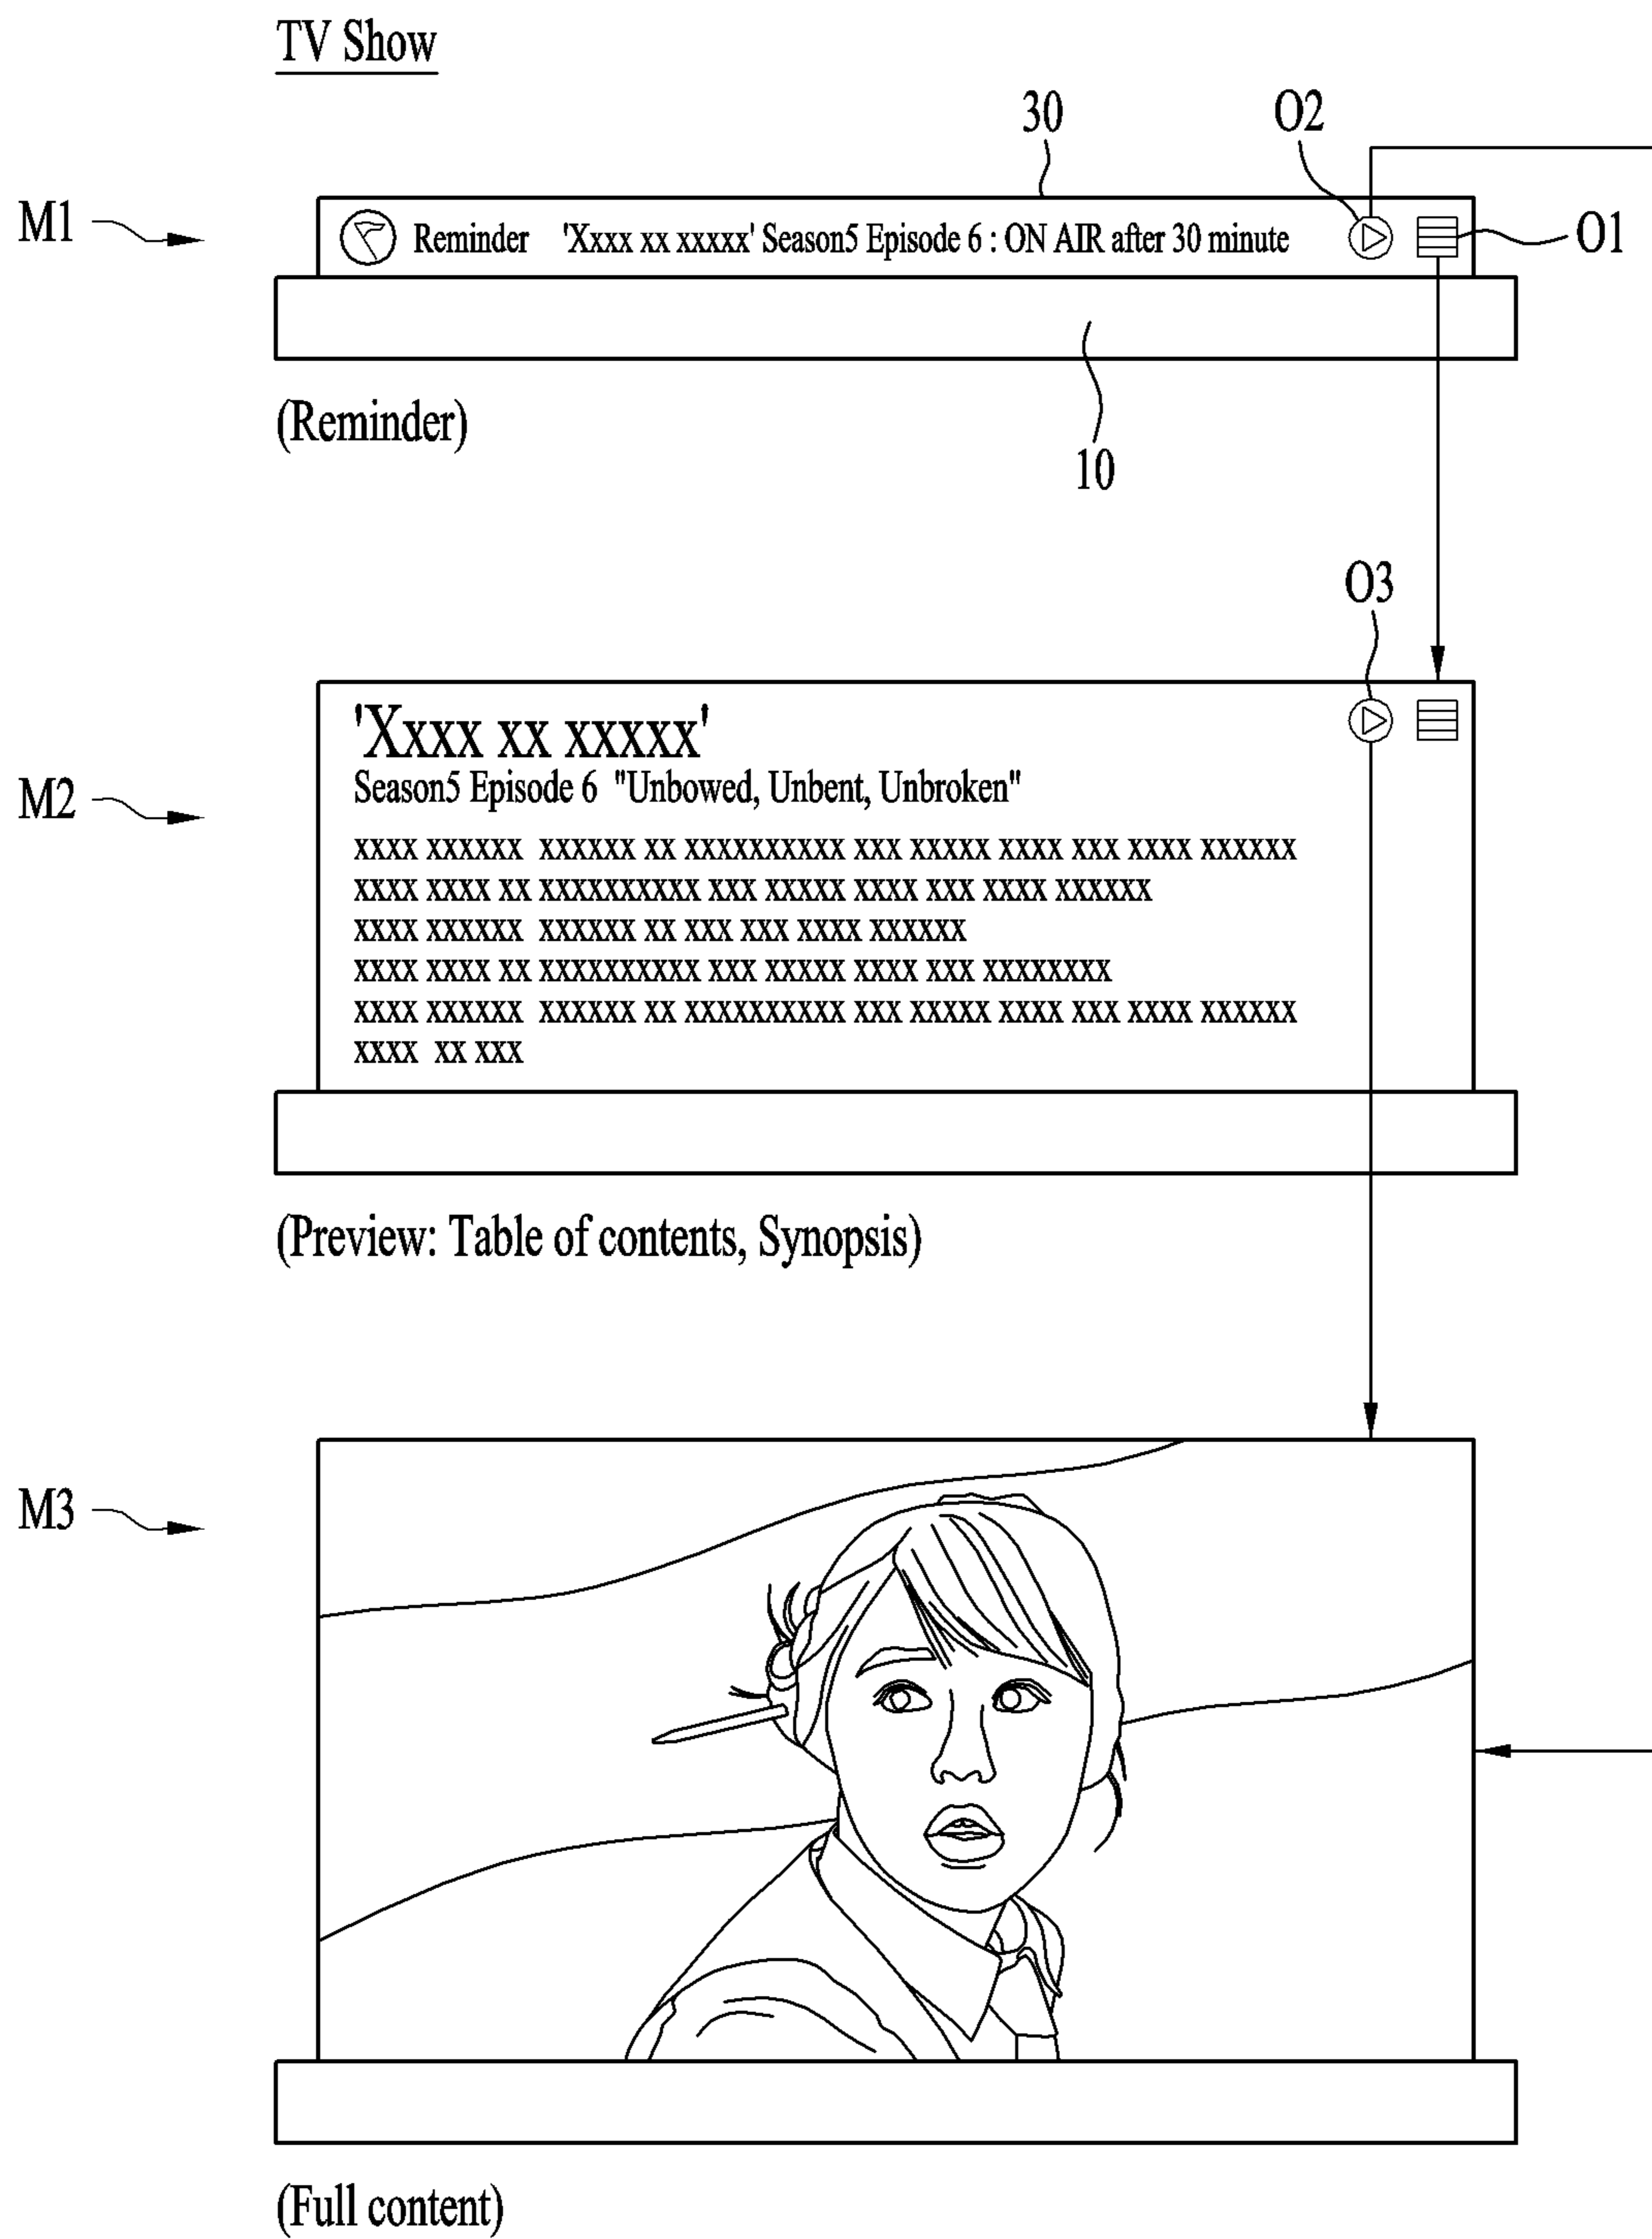 TV Show
30
O2
M1
Reminder 'Xxxx xx xxxxx' Season5 Episode 6 : ON AIR after 30 minute
O1
(Reminder)
10
O3
'Xxxx xx xxxxx'
M2
Season5 Episode 6 "Unbowed, Unbent, Unbroken"
xxxx xxxxxx xxxxxx xx xxxxxxxxxx xxx xxxxx xxxx xxx xxxx xxxxxx
xxxx xxxx xx xxxxxxxxxx xxx xxxxx xxxx xxx xxxx xxxxxx
xxxx xxxxxx xxxxxx xx xxx xxx xxxx xxxxxx
xxxx xxxx xx xxxxxxxxxx xxx xxxxx xxxx xxx xxxxxxxx
xxxx xxxxxx xxxxxx xx xxxxxxxxxx xxx xxxxx xxxx xxx xxxx xxxxxx
xxxx xx xxx
(Preview: Table of contents, Synopsis)
M3
(Full content)